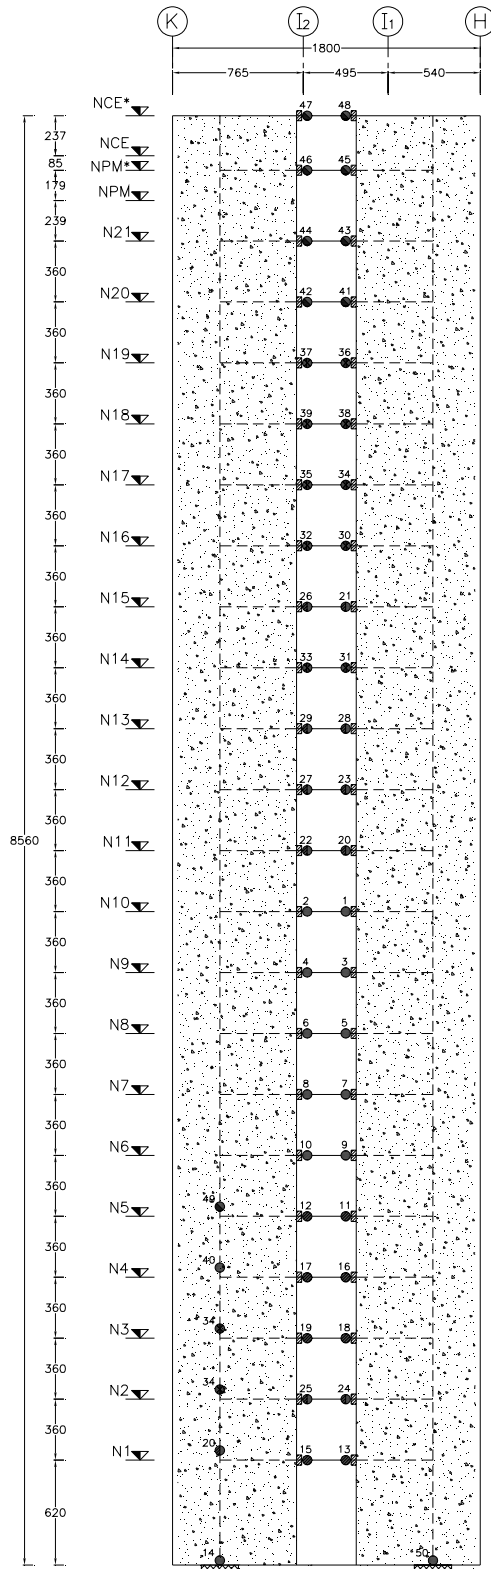 K I2 I1 H
1800
765 495 540
NCE* 47 48
237
NCE
85
NPM* 46 45
179
NPM
239
N21 44 43
360
N20 42 41
360
N19 37 36
360
N18 39 38
360
N17 35 34
360
N16 32 30
360
N15 26 21
360
N14 33 31
360
N13 29 28
360
N12 27 23
360
8560
N11 22 20
360
N10 2 1
360
N9 4 3
360
N8 6 5
360
N7 8 7
360
N6 10 9
360
49
N5 12 11
360
40
N4 17 16
360
34
N3 19 18
360
34
N2 25 24
360
20
N1 15 13
620
14 50